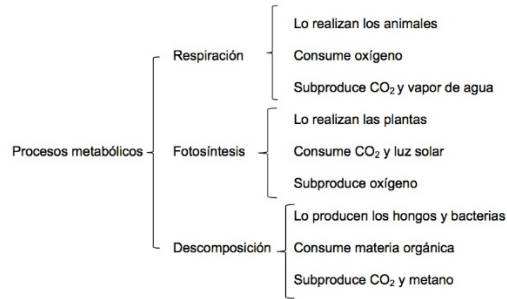 Lo realizan los animales
Respiración
Consume oxígeno
Subproduce CO₂ y vapor de agua
Lo realizan las plantas
Procesos metabólicos
Fotosíntesis
Consume CO₂ y luz solar
Subproduce oxígeno
Lo producen los hongos y bacterias
Descomposición
Consume materia orgánica
Subproduce CO₂ y metano